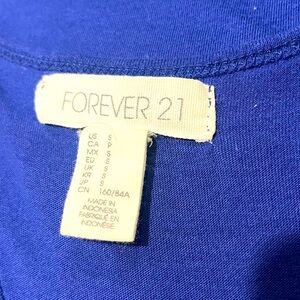 FOREVER 21
US S
CA P
MX S
EU S
UK S
KR S
JP S
CN 160/84A
MADE IN
INDONESIA
FABRIQUÉ EN
INDONÉSIE